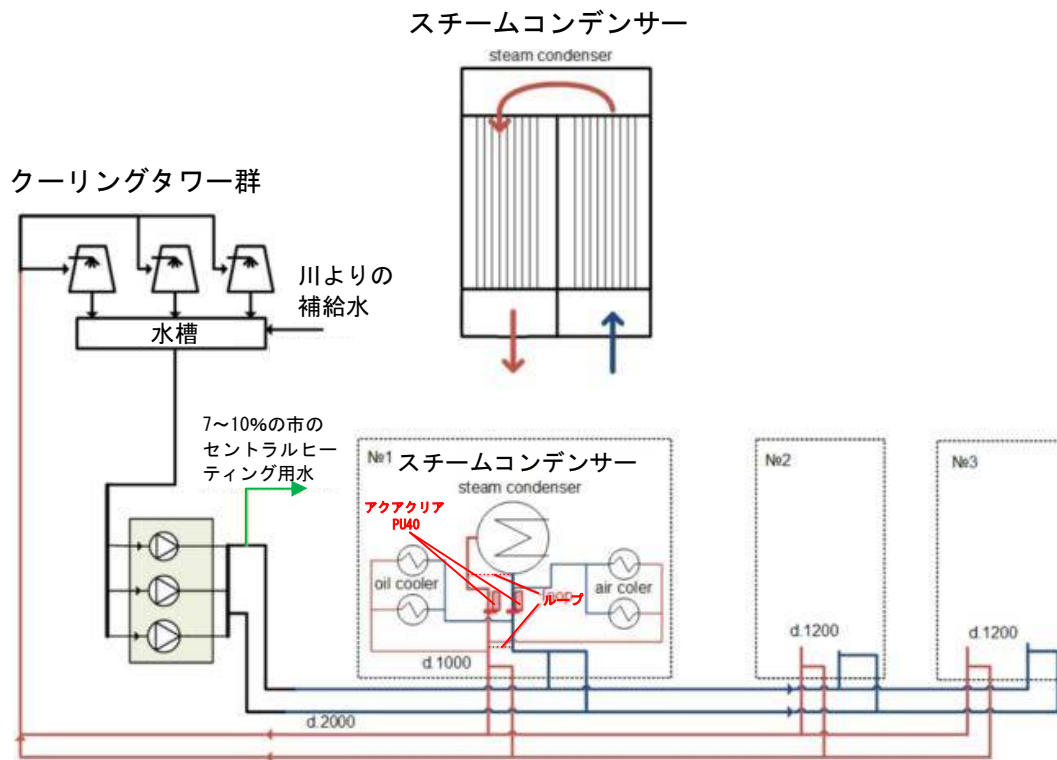 スチームコンデンサー
steam condenser
クーリングタワー群
川よりの
補給水
水槽
7～10%の市の
セントラルヒー
ティング用水
№1 スチームコンデンサー
steam condenser
アクアクリア
PU40
oil cooler
air coler
ループ
d.1000
d.2000
№2
d.1200
№3
d.1200